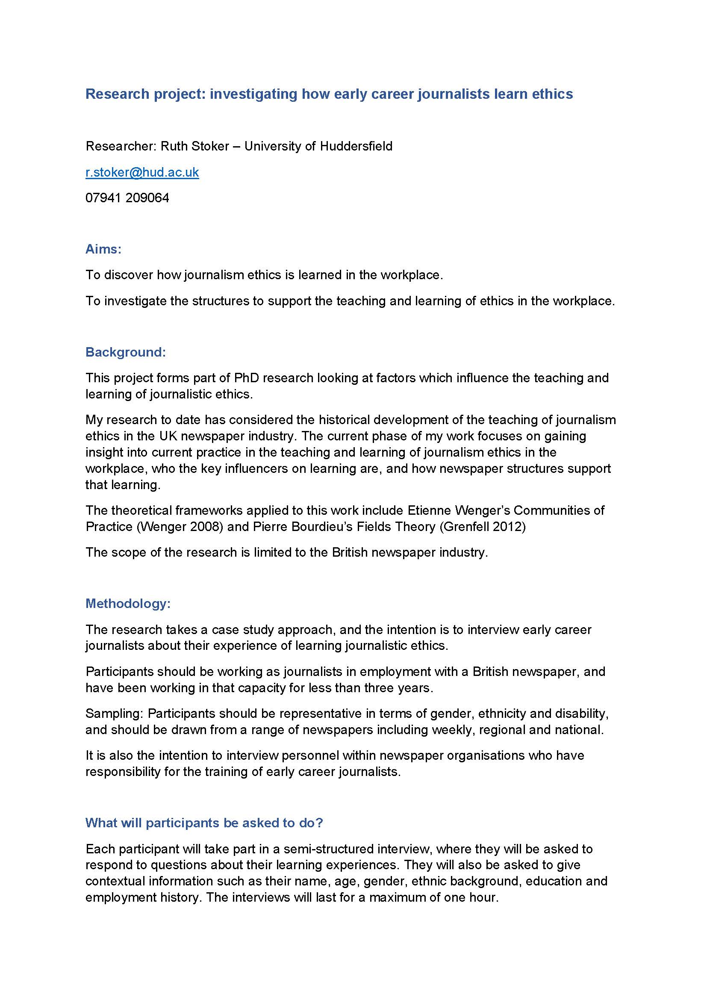 Research project: investigating how early career journalists learn ethics
Researcher: Ruth Stoker – University of Huddersfield
r.stoker@hud.ac.uk
07941 209064
Aims:
To discover how journalism ethics is learned in the workplace.
To investigate the structures to support the teaching and learning of ethics in the workplace.
Background:
This project forms part of PhD research looking at factors which influence the teaching and
learning of journalistic ethics.
My research to date has considered the historical development of the teaching of journalism
ethics in the UK newspaper industry. The current phase of my work focuses on gaining
insight into current practice in the teaching and learning of journalism ethics in the
workplace, who the key influencers on learning are, and how newspaper structures support
that learning.
The theoretical frameworks applied to this work include Etienne Wenger’s Communities of
Practice (Wenger 2008) and Pierre Bourdieu’s Fields Theory (Grenfell 2012)
The scope of the research is limited to the British newspaper industry.
Methodology:
The research takes a case study approach, and the intention is to interview early career
journalists about their experience of learning journalistic ethics.
Participants should be working as journalists in employment with a British newspaper, and
have been working in that capacity for less than three years.
Sampling: Participants should be representative in terms of gender, ethnicity and disability,
and should be drawn from a range of newspapers including weekly, regional and national.
It is also the intention to interview personnel within newspaper organisations who have
responsibility for the training of early career journalists.
What will participants be asked to do?
Each participant will take part in a semi-structured interview, where they will be asked to
respond to questions about their learning experiences. They will also be asked to give
contextual information such as their name, age, gender, ethnic background, education and
employment history. The interviews will last for a maximum of one hour.